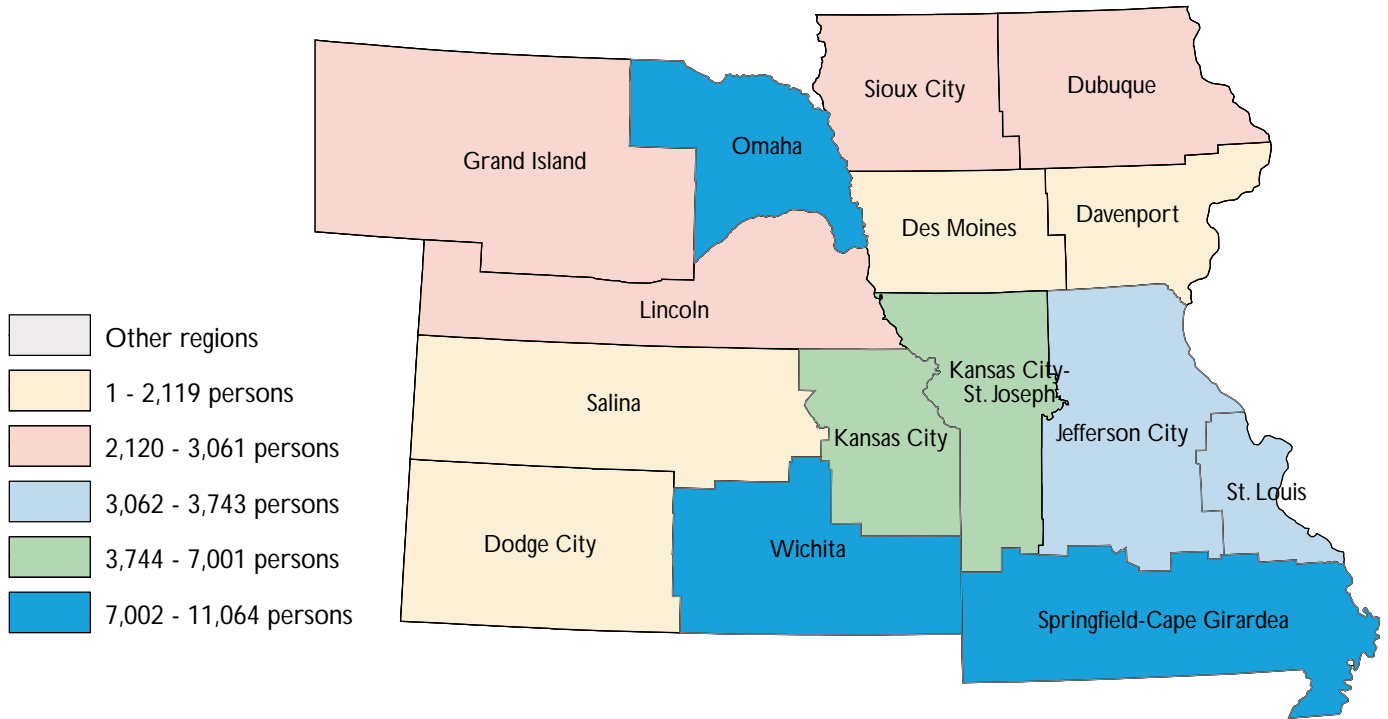 Sioux City
Dubuque
Omaha
Grand Island
Davenport
Des Moines
Lincoln
Other regions
1 - 2,119 persons
2,120 - 3,061 persons
3,062 - 3,743 persons
3,744 - 7,001 persons
7,002 - 11,064 persons
Kansas City-
St. Joseph
Salina
Kansas City
Jefferson City
St. Louis
Dodge City
Wichita
Springfield-Cape Girardea